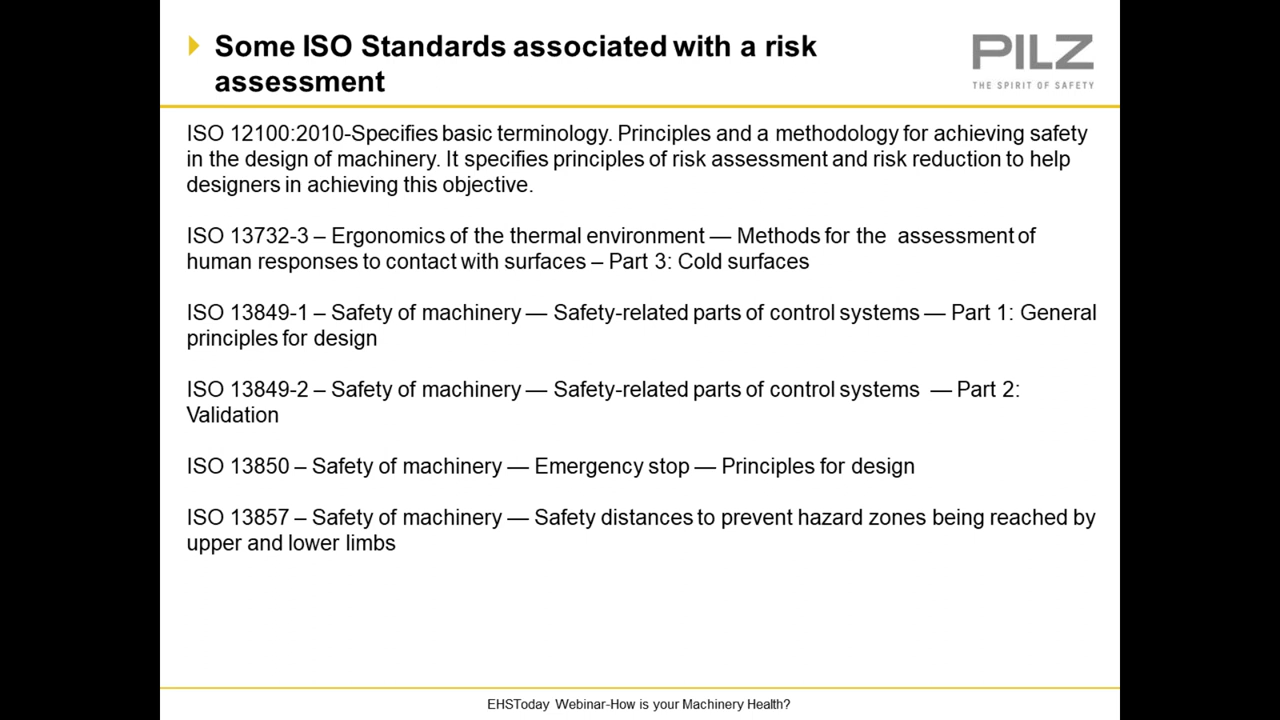 Some ISO Standards associated with a risk
assessment
PILZ
THE SPIRIT OF SAFETY
ISO 12100:2010-Specifies basic terminology. Principles and a methodology for achieving safety
in the design of machinery. It specifies principles of risk assessment and risk reduction to help
designers in achieving this objective.
ISO 13732-3 – Ergonomics of the thermal environment — Methods for the  assessment of
human responses to contact with surfaces – Part 3: Cold surfaces
ISO 13849-1 – Safety of machinery — Safety-related parts of control systems — Part 1: General
principles for design
ISO 13849-2 – Safety of machinery — Safety-related parts of control systems  — Part 2:
Validation
ISO 13850 – Safety of machinery — Emergency stop — Principles for design
ISO 13857 – Safety of machinery — Safety distances to prevent hazard zones being reached by
upper and lower limbs
EHSToday Webinar-How is your Machinery Health?